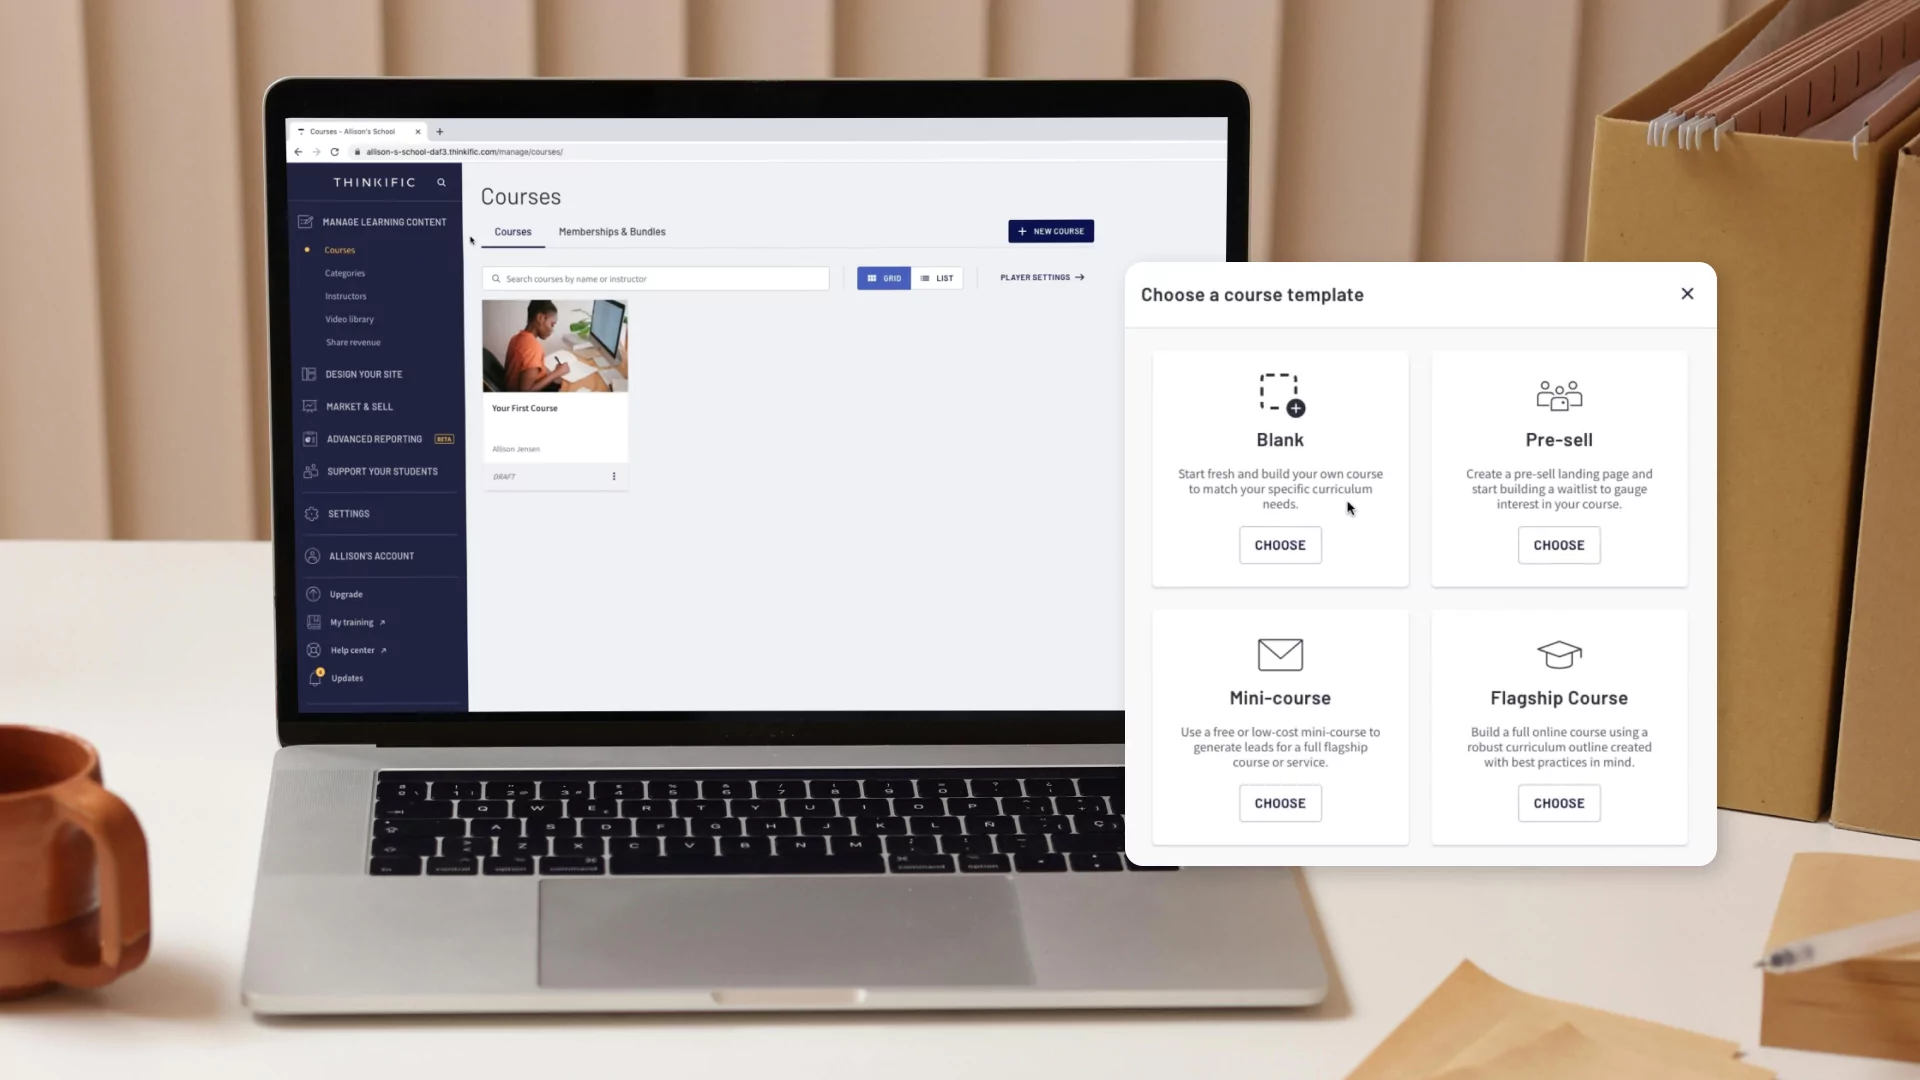 Courses - Allison's School
allison-s-school-daf3.thinkific.com/manage/courses/
THINKIFIC
MANAGE LEARNING CONTENT
Courses
Categories
Instructors
Video library
Share revenue
DESIGN YOUR SITE
MARKET & SELL
ADVANCED REPORTING BETA
SUPPORT YOUR STUDENTS
SETTINGS
ALLISON'S ACCOUNT
Upgrade
My training
Help center
Updates
Courses
Courses Memberships & Bundles
+ NEW COURSE
Search courses by name or instructor
GRID LIST
PLAYER SETTINGS →
Your First Course
Allison Jensen
DRAFT
Choose a course template
Blank
Start fresh and build your own course
to match your specific curriculum
needs.
CHOOSE
Pre-sell
Create a pre-sell landing page and
start building a waitlist to gauge
interest in your course.
CHOOSE
Mini-course
Use a free or low-cost mini-course to
generate leads for a full flagship
course or service.
CHOOSE
Flagship Course
Build a full online course using a
robust curriculum outline created
with best practices in mind.
CHOOSE
Q W E R T Y U I O P
A S D F G H J K L Ñ
Z X C V B N M